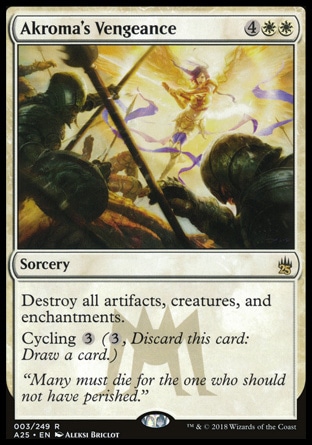 Akroma's Vengeance 4
Sorcery
25
Destroy all artifacts, creatures, and
enchantments.
Cycling 3 (3, Discard this card:
Draw a card.)
"Many must die for the one who should
not have perished."
003/249 R
A25 • EN Aleksi Briclot
™ & © 2018 Wizards of the Coast